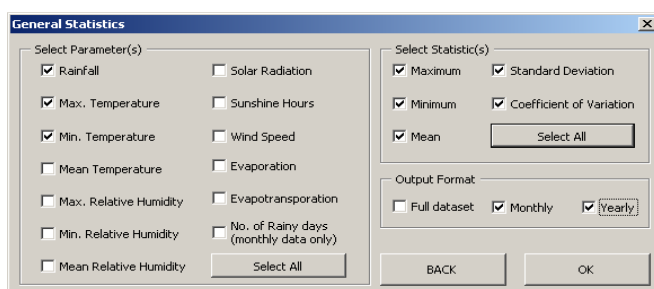 General Statistics
Select Parameter(s)
Rainfall
Max. Temperature
Min. Temperature
Mean Temperature
Max. Relative Humidity
Min. Relative Humidity
Mean Relative Humidity
Solar Radiation
Sunshine Hours
Wind Speed
Evaporation
Evapotransporation
No. of Rainy days
(monthly data only)
Select All
Select Statistic(s)
Maximum
Standard Deviation
Minimum
Coefficient of Variation
Mean
Select All
Output Format
Full dataset
Monthly
Yearly
BACK
OK